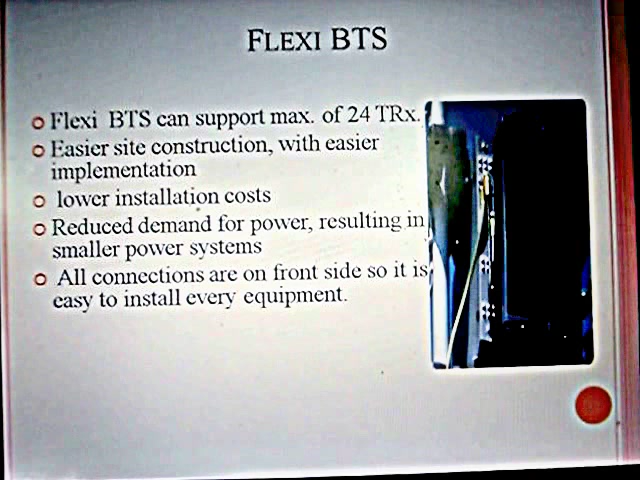 FLEXI BTS
Flexi BTS can support max. of 24 TRx.
Easier site construction, with easier
implementation
lower installation costs
Reduced demand for power, resulting in
smaller power systems
All connections are on front side so it is
easy to install every equipment.